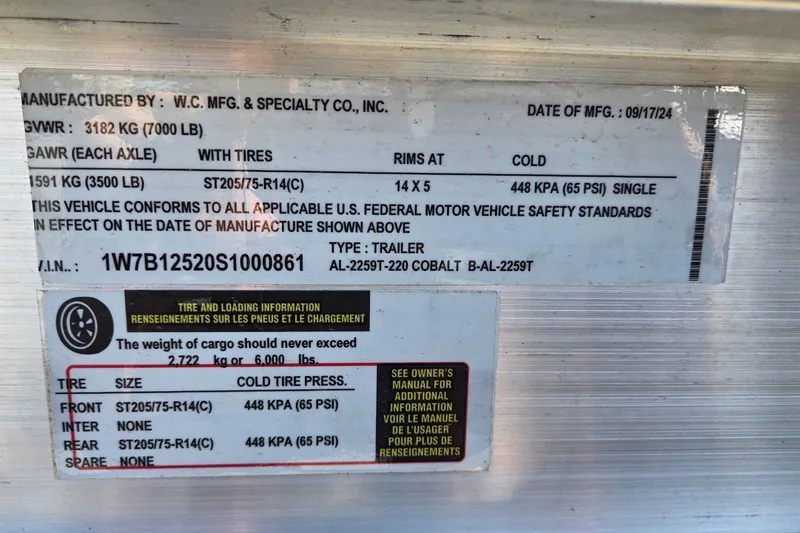 MANUFACTURED BY : W.C. MFG. & SPECIALTY CO., INC. DATE OF MFG. : 09/17/24
GVWR : 3182 KG (7000 LB)
GAWR (EACH AXLE) WITH TIRES RIMS AT COLD
1591 KG (3500 LB) ST205/75-R14(C) 14 X 5 448 KPA (65 PSI) SINGLE
THIS VEHICLE CONFORMS TO ALL APPLICABLE U.S. FEDERAL MOTOR VEHICLE SAFETY STANDARDS
IN EFFECT ON THE DATE OF MANUFACTURE SHOWN ABOVE
V.I.N.. : 1W7B12520S1000861 TYPE : TRAILER
AL-2259T-220 COBALT B-AL-2259T
TIRE AND LOADING INFORMATION
RENSEIGNEMENTS SUR LES PNEUS ET LE CHARGEMENT
The weight of cargo should never exceed
2,722 kg or 6,000 lbs.
TIRE SIZE COLD TIRE PRESS.
FRONT ST205/75-R14(C) 448 KPA (65 PSI)
INTER NONE
REAR ST205/75-R14(C) 448 KPA (65 PSI)
SPARE NONE
SEE OWNER'S
MANUAL FOR
ADDITIONAL
INFORMATION
VOIR LE MANUEL
DE L'USAGER
POUR PLUS DE
RENSEIGNEMENTS